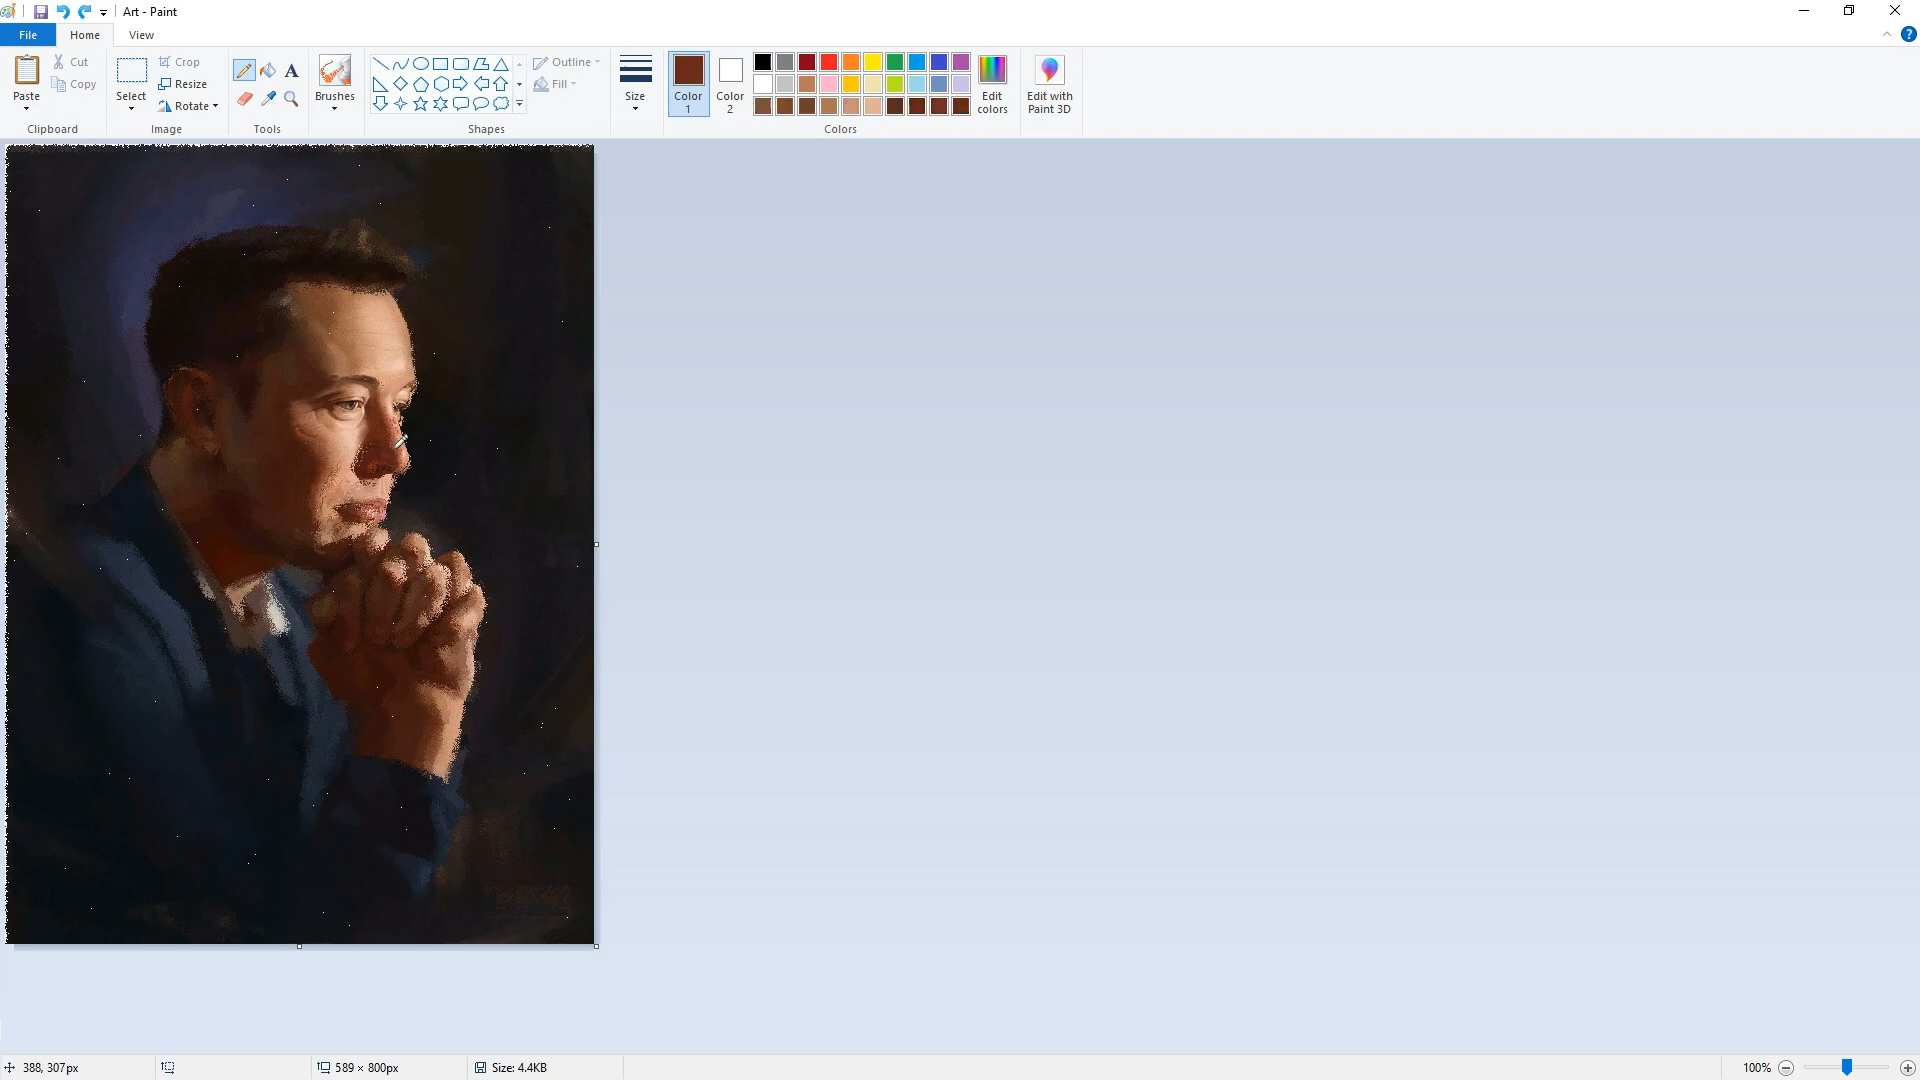 Art - Paint
File
Home
View
Paste
Cut
Copy
Clipboard
Select
Crop
Resize
Rotate
Image
A
Tools
Brushes
Shapes
Outline
Fill
Size
Color 1
Color 2
Colors
Edit colors
Edit with Paint 3D
?
388, 307px
589 × 800px
Size: 4.4KB
100%